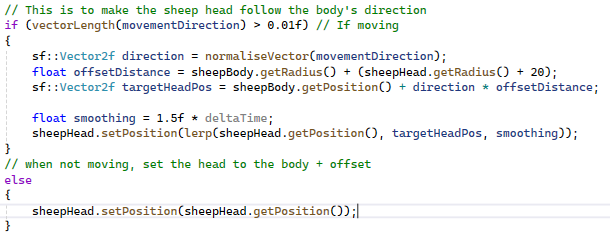 // This is to make the sheep head follow the body's direction
if (vectorLength(movementDirection) > 0.01f) // If moving
{
sf::Vector2f direction = normaliseVector(movementDirection);
float offsetDistance = sheepBody.getRadius() + (sheepHead.getRadius() + 20);
sf::Vector2f targetHeadPos = sheepBody.getPosition() + direction * offsetDistance;
float smoothing = 1.5f * deltaTime;
sheepHead.setPosition(lerp(sheepHead.getPosition(), targetHeadPos, smoothing));
}
// when not moving, set the head to the body + offset
else
{
sheepHead.setPosition(sheepHead.getPosition());
}